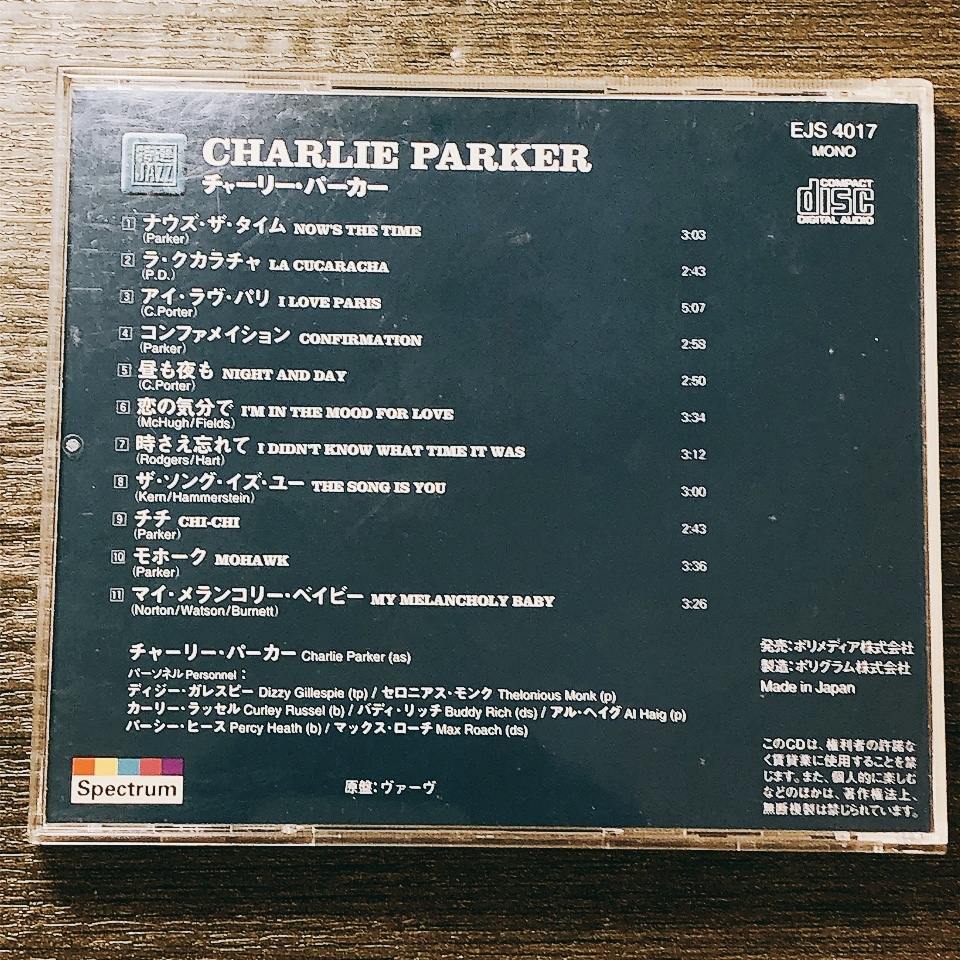 特選
JAZZ
CHARLIE PARKER
チャーリー・パーカー
EJS 4017
MONO
COMPACT
disc
DIGITAL AUDIO
1 ナウズ・ザ・タイム NOW'S THE TIME 3:03
(Parker)
2 ラ・クカラチャ LA CUCARACHA 2:43
(P.D.)
3 アイ・ラヴ・パリ I LOVE PARIS 5:07
(C.Porter)
4 コンファメイション CONFIRMATION 2:58
(Parker)
5 昼も夜も NIGHT AND DAY 2:50
(C.Porter)
6 恋の気分で I'M IN THE MOOD FOR LOVE 3:34
(McHugh/Fields)
7 時さえ忘れて I DIDN'T KNOW WHAT TIME IT WAS 3:12
(Rodgers/Hart)
8 ザ・ソング・イズ・ユー THE SONG IS YOU 3:00
(Kern/Hammerstein)
9 チチ CHI-CHI 2:43
(Parker)
10 モホーク MOHAWK 3:36
(Parker)
11 マイ・メランコリー・ベイビー MY MELANCHOLY BABY 3:26
(Norton/Watson/Burnett)
チャーリー・パーカー Charlie Parker (as)
パーソネル Personnel：
ディジー・ガレスピー Dizzy Gillespie (tp) / セロニアス・モンク Thelonious Monk (p)
カーリー・ラッセル Curley Russel (b) / バディ・リッチ Buddy Rich (ds) / アル・ヘイグ Al Haig (p)
パーシー・ヒース Percy Heath (b) / マックス・ローチ Max Roach (ds)
発売：ポリメディア株式会社
製造：ポリグラム株式会社
Made in Japan
このCDは、権利者の許諾な
く賃貸業に使用することを禁
じます。また、個人的に楽しむ
などのほかは、著作権法上、
無断複製は禁じられています。
Spectrum
原盤：ヴァーヴ